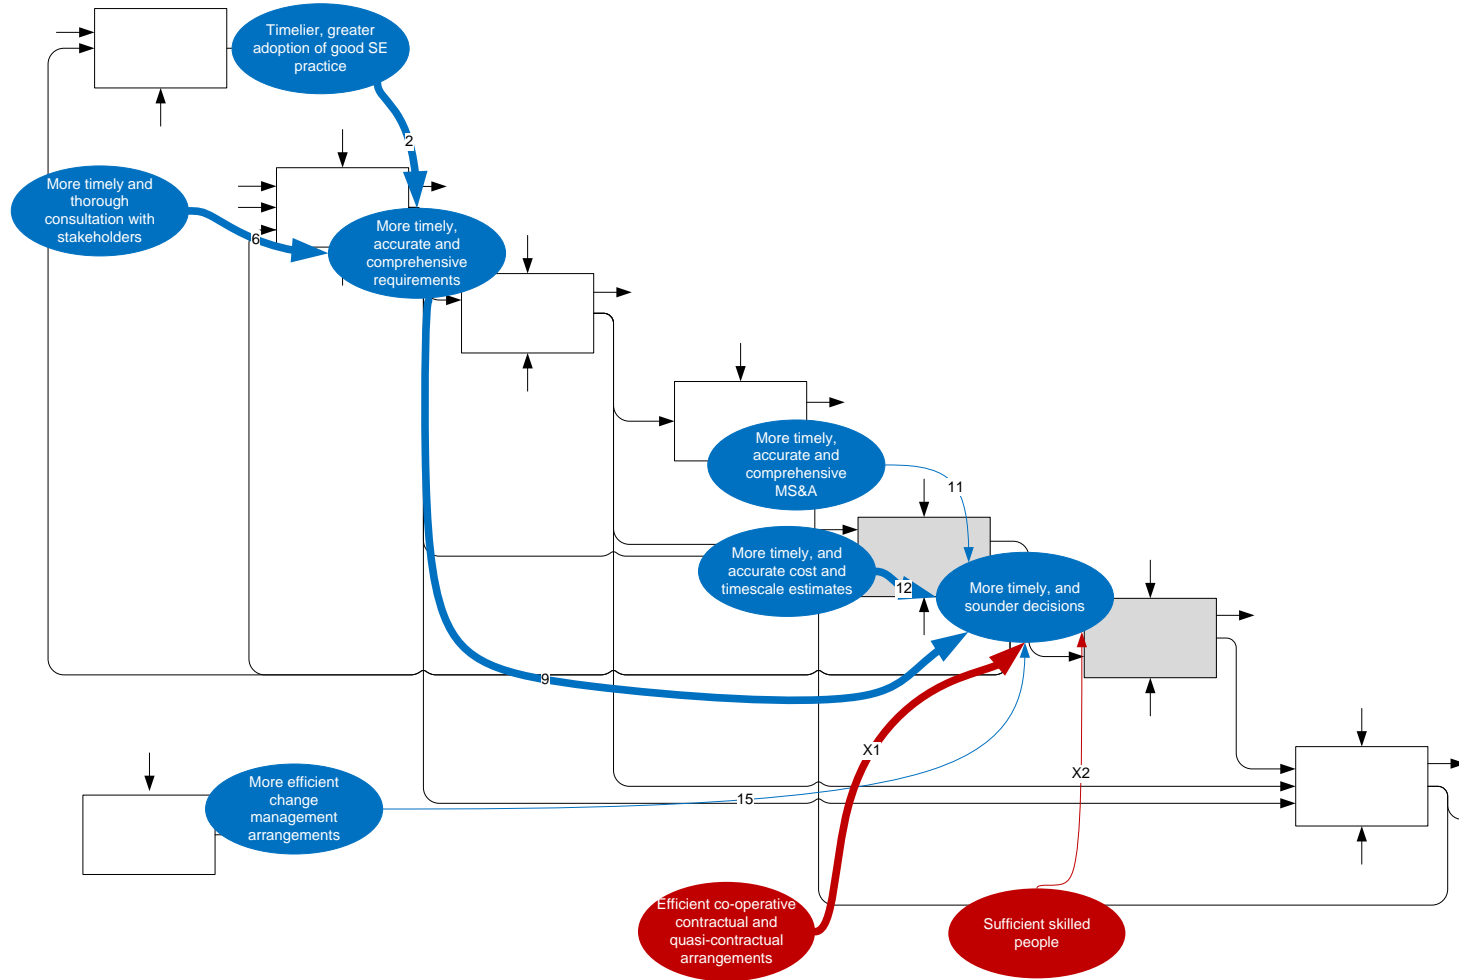 Timelier, greater
adoption of good SE
practice
2
More timely and
thorough
consultation with
stakeholders
6
More timely,
accurate and
comprehensive
requirements
More timely,
accurate and
comprehensive
MS&A
11
More timely, and
accurate cost and
timescale estimates
12
More timely, and
sounder decisions
9
X1
X2
More efficient
change
management
arrangements
15
Efficient co-operative
contractual and
quasi-contractual
arrangements
Sufficient skilled
people